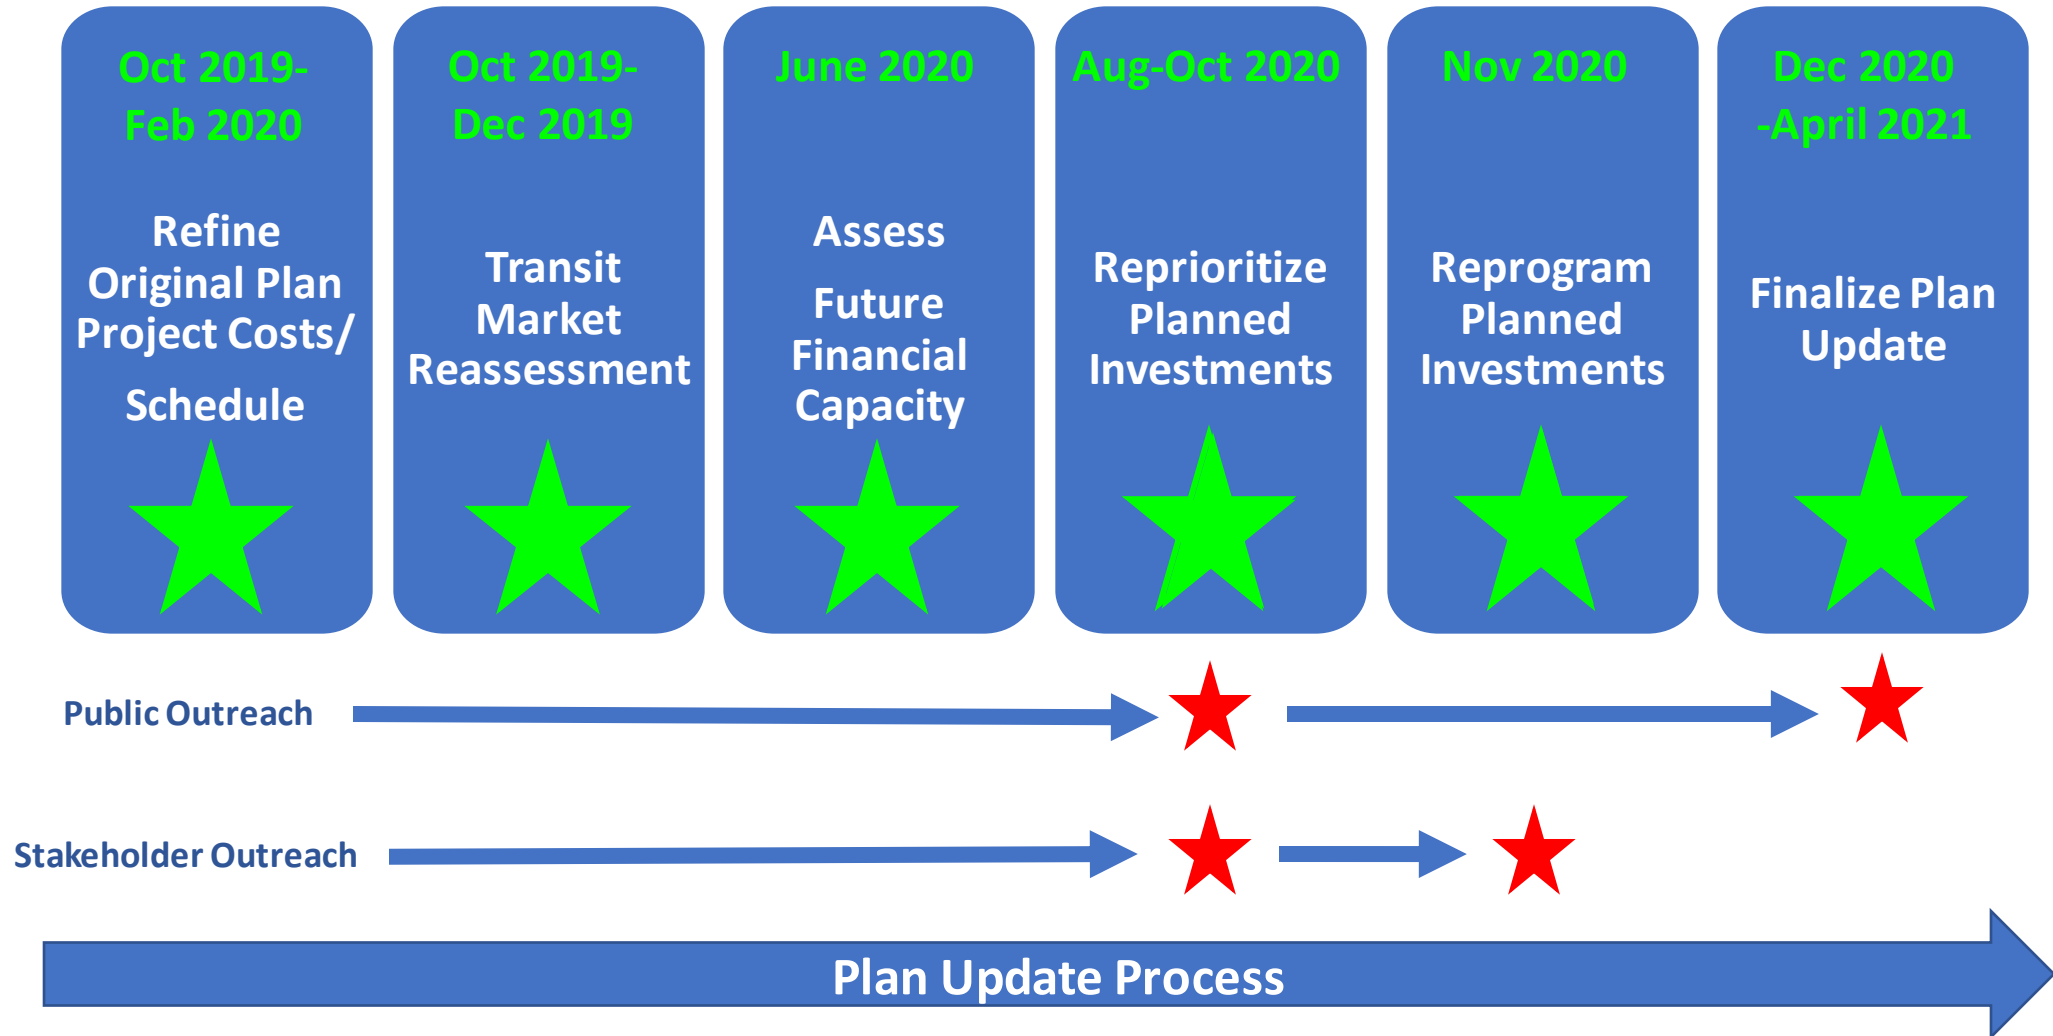 Oct 2019-
Feb 2020
Refine
Original Plan
Project Costs/
Schedule
Oct 2019-
Dec 2019
Transit
Market
Reassessment
June 2020
Assess
Future
Financial
Capacity
Aug-Oct 2020
Reprioritize
Planned
Investments
Nov 2020
Reprogram
Planned
Investments
Dec 2020
-April 2021
Finalize Plan
Update
Public Outreach
Stakeholder Outreach
Plan Update Process